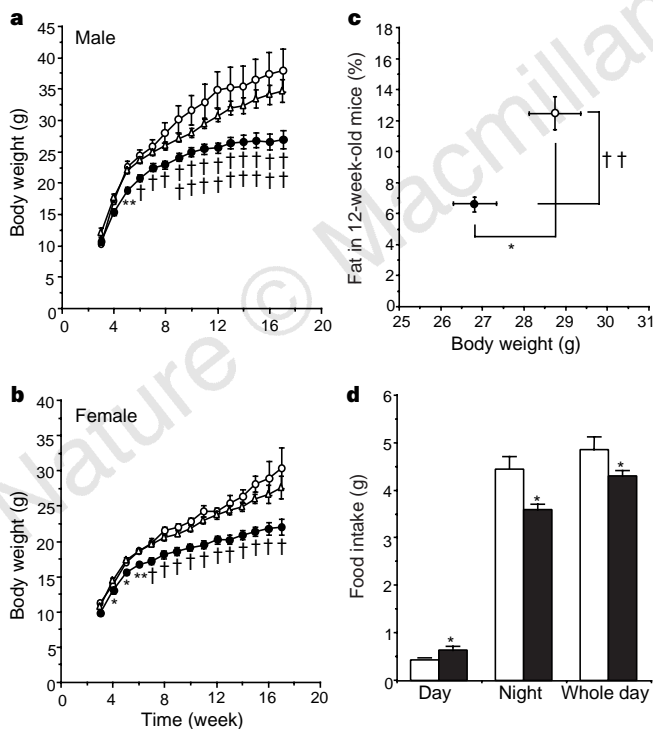 a
Male
Body weight (g)
45
40
35
30
25
20
15
10
5
0
** † † † † † † † † † † †
† † † † † † † † †
0 4 8 12 16 20
b
Female
Body weight (g)
40
35
30
25
20
15
10
5
0
* * ** † † † † † † † † † † †
0 4 8 12 16 20
Time (week)
c
Fat in 12-week-old mice (%)
18
16
14
12
10
8
6
4
2
0
††
*
25 26 27 28 29 30 31
Body weight (g)
d
Food intake (g)
6
5
4
3
2
1
0
* * *
Day Night Whole day
Nature © Macmillan